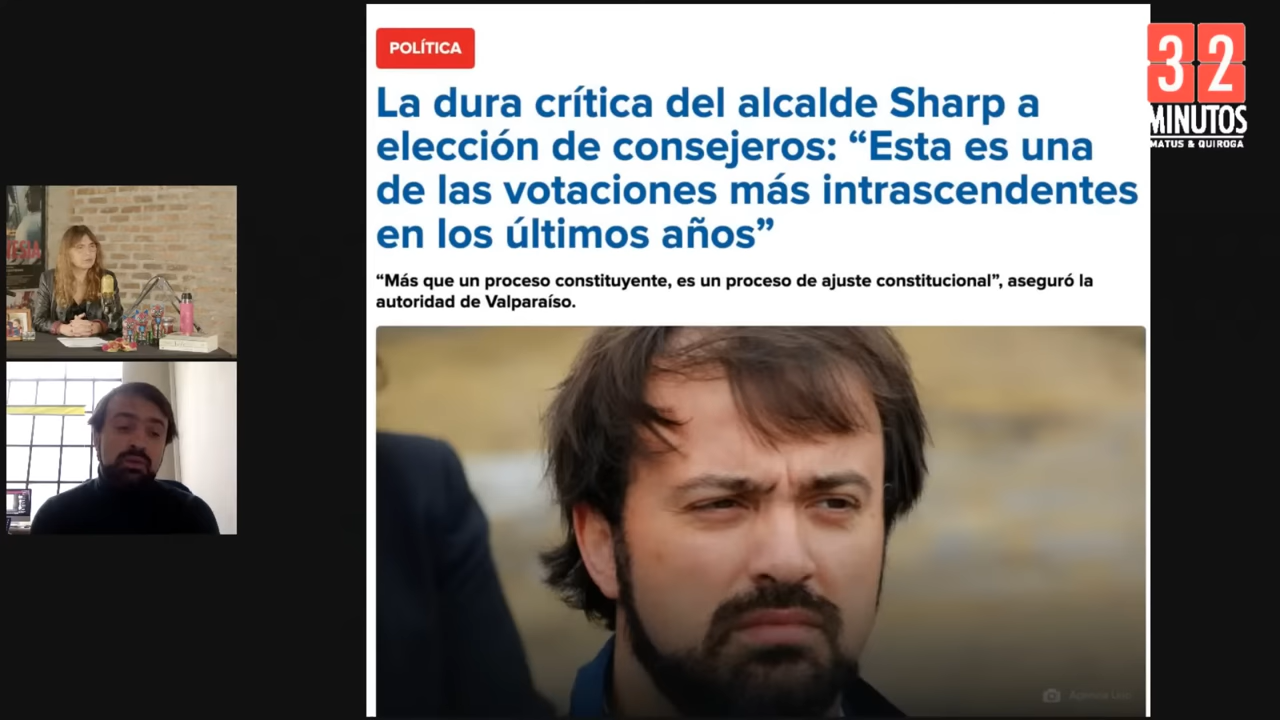 POLÍTICA
La dura crítica del alcalde Sharp a
elección de consejeros: “Esta es una
de las votaciones más intrascendentes
en los últimos años”
“Más que un proceso constituyente, es un proceso de ajuste constitucional”, aseguró la
autoridad de Valparaíso.
32
MINUTOS
MATUS & QUIROGA
Agencia Uno